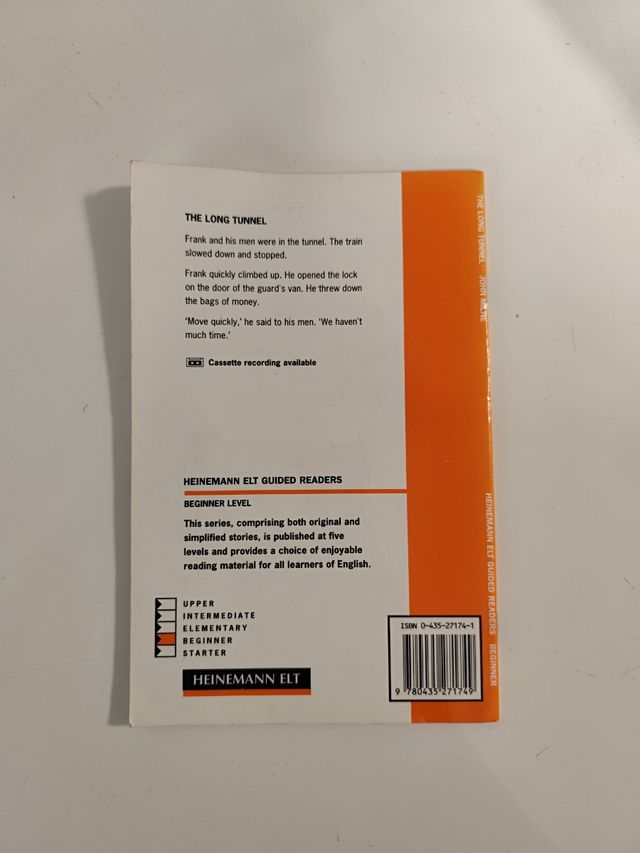 THE LONG TUNNEL
Frank and his men were in the tunnel. The train
slowed down and stopped.
Frank quickly climbed up. He opened the lock
on the door of the guard's van. He threw down
the bags of money.
'Move quickly,' he said to his men. 'We haven't
much time.'
Cassette recording available
HEINEMANN ELT GUIDED READERS
BEGINNER LEVEL
This series, comprising both original and
simplified stories, is published at five
levels and provides a choice of enjoyable
reading material for all learners of English.
UPPER
INTERMEDIATE
ELEMENTARY
BEGINNER
STARTER
HEINEMANN ELT
ISBN 0-435-27174-1
9 780435 271749
THE LONG TUNNEL JOHN MILNE
HEINEMANN ELT GUIDED READERS BEGINNER